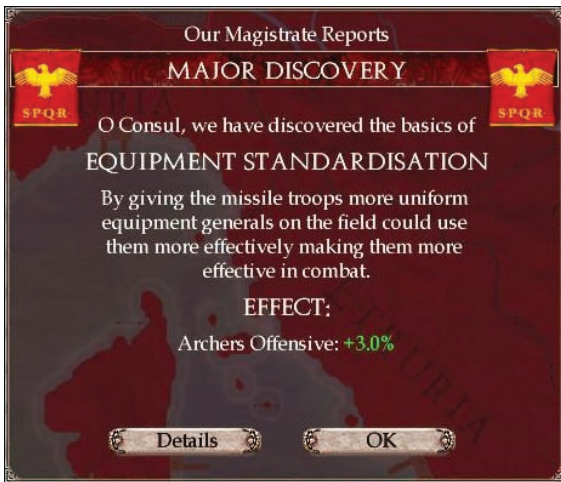 Our Magistrate Reports
MAJOR DISCOVERY
S·P·Q·R
S·P·Q·R
O Consul, we have discovered the basics of
EQUIPMENT STANDARDISATION
By giving the missile troops more uniform
equipment generals on the field could use
them more effectively making them more
effective in combat.
EFFECT:
Archers Offensive: +3.0%
ETRURIA
Details
OK